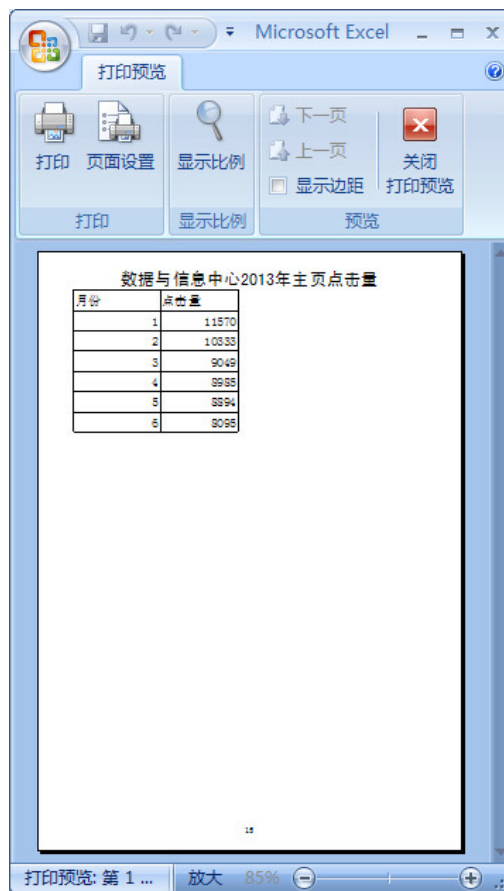 Microsoft Excel
打印预览
打印
页面设置
显示比例
下一页
上一页
显示边距
关闭
打印预览
打印
显示比例
预览
数据与信息中心2013年主页点击量
月份 点击量
1 11570
2 10333
3 9049
4 8985
5 8894
6 8095
15
打印预览: 第 1 ...
放大 85%